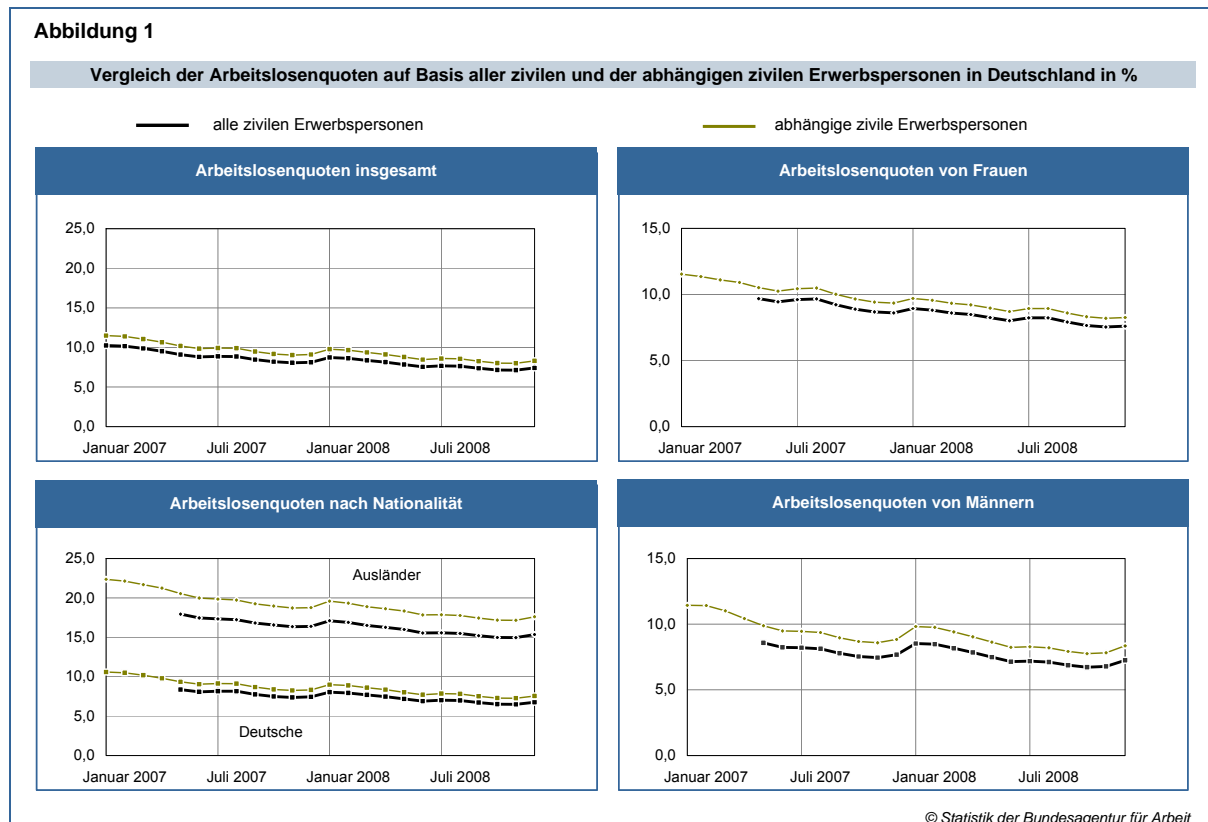 Abbildung 1
Vergleich der Arbeitslosenquoten auf Basis aller zivilen und der abhängigen zivilen Erwerbspersonen in Deutschland in %
alle zivilen Erwerbspersonen
abhängige zivile Erwerbspersonen
Arbeitslosenquoten insgesamt
25,0
20,0
15,0
10,0
5,0
0,0
Januar 2007 Juli 2007 Januar 2008 Juli 2008
Arbeitslosenquoten von Frauen
15,0
10,0
5,0
0,0
Januar 2007 Juli 2007 Januar 2008 Juli 2008
Arbeitslosenquoten nach Nationalität
25,0
Ausländer
20,0
15,0
10,0
5,0
Deutsche
0,0
Januar 2007 Juli 2007 Januar 2008 Juli 2008
Arbeitslosenquoten von Männern
15,0
10,0
5,0
0,0
Januar 2007 Juli 2007 Januar 2008 Juli 2008
© Statistik der Bundesagentur für Arbeit